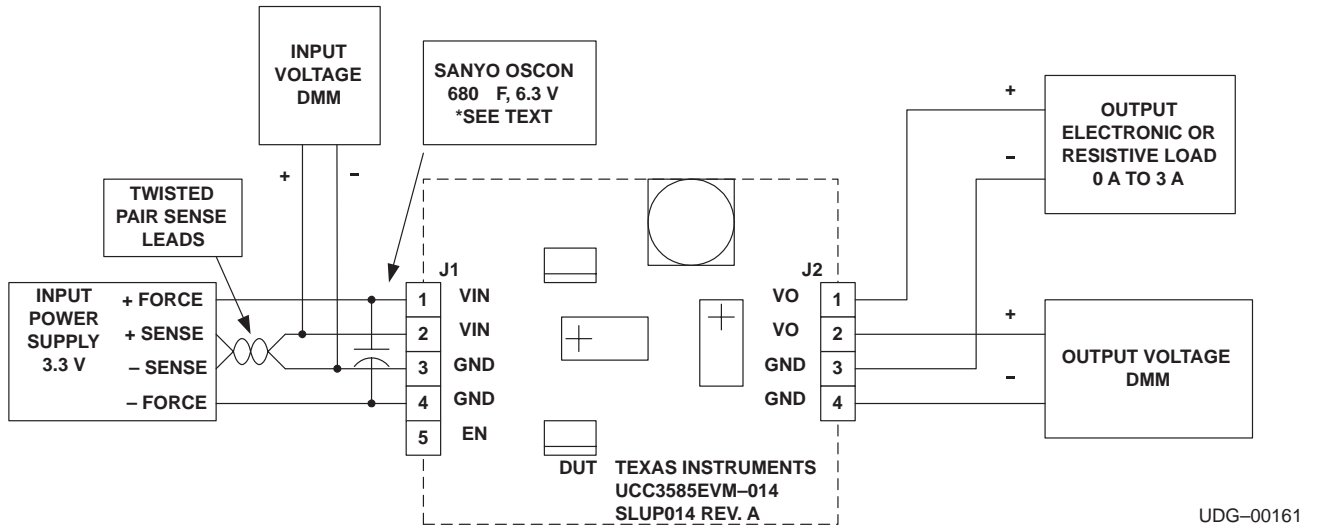 INPUT
VOLTAGE
DMM
+
–
SANYO OSCON
680 F, 6.3 V
*SEE TEXT
TWISTED
PAIR SENSE
LEADS
INPUT
POWER
SUPPLY
3.3 V
+ FORCE
+ SENSE
– SENSE
– FORCE
J1
1 VIN
2 VIN
3 GND
4 GND
5 EN
J2
VO 1
VO 2
GND 3
GND 4
DUT TEXAS INSTRUMENTS
UCC3585EVM–014
SLUP014 REV. A
+
–
OUTPUT
ELECTRONIC OR
RESISTIVE LOAD
0 A TO 3 A
+
–
OUTPUT VOLTAGE
DMM
UDG–00161